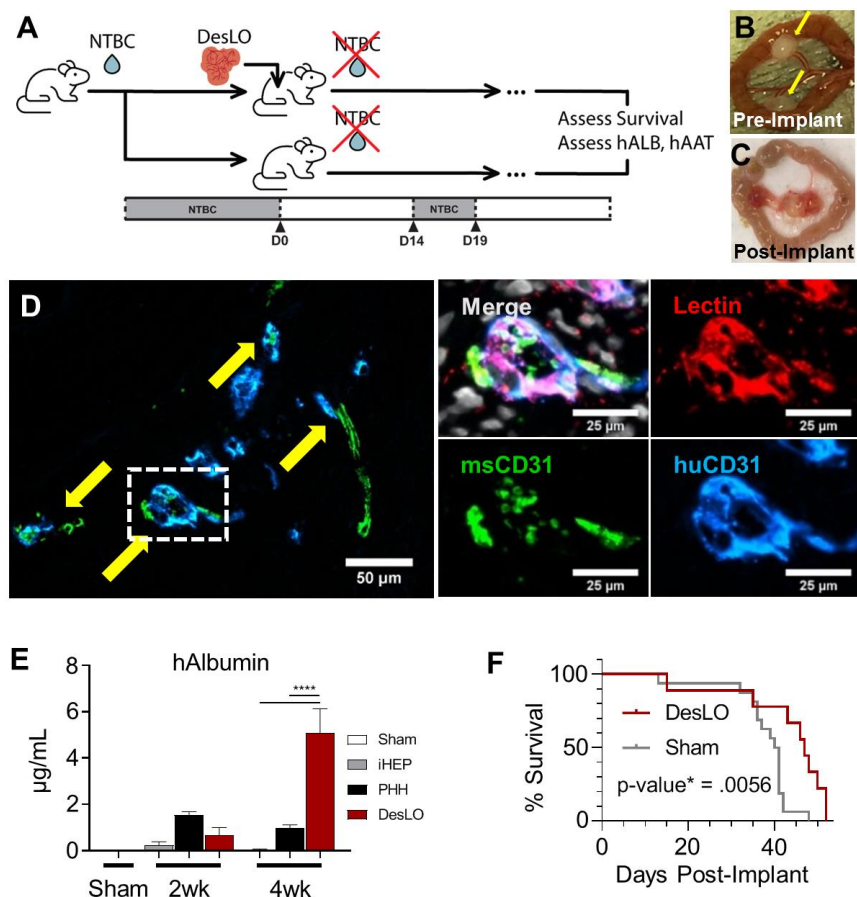 A
NTBC
DesLO
NTBC
NTBC
...
...
Assess Survival
Assess hALB, hAAT
NTBC
NTBC
D0
D14
D19
B
Pre-Implant
C
Post-Implant
D
50 µm
Merge
25 µm
Lectin
25 µm
msCD31
25 µm
huCD31
25 µm
E
hAlbumin
µg/mL
8
6
4
2
0
****
Sham
iHEP
PHH
DesLO
Sham
2wk
4wk
F
% Survival
100
50
0
DesLO
Sham
p-value* = .0056
0
20
40
Days Post-Implant